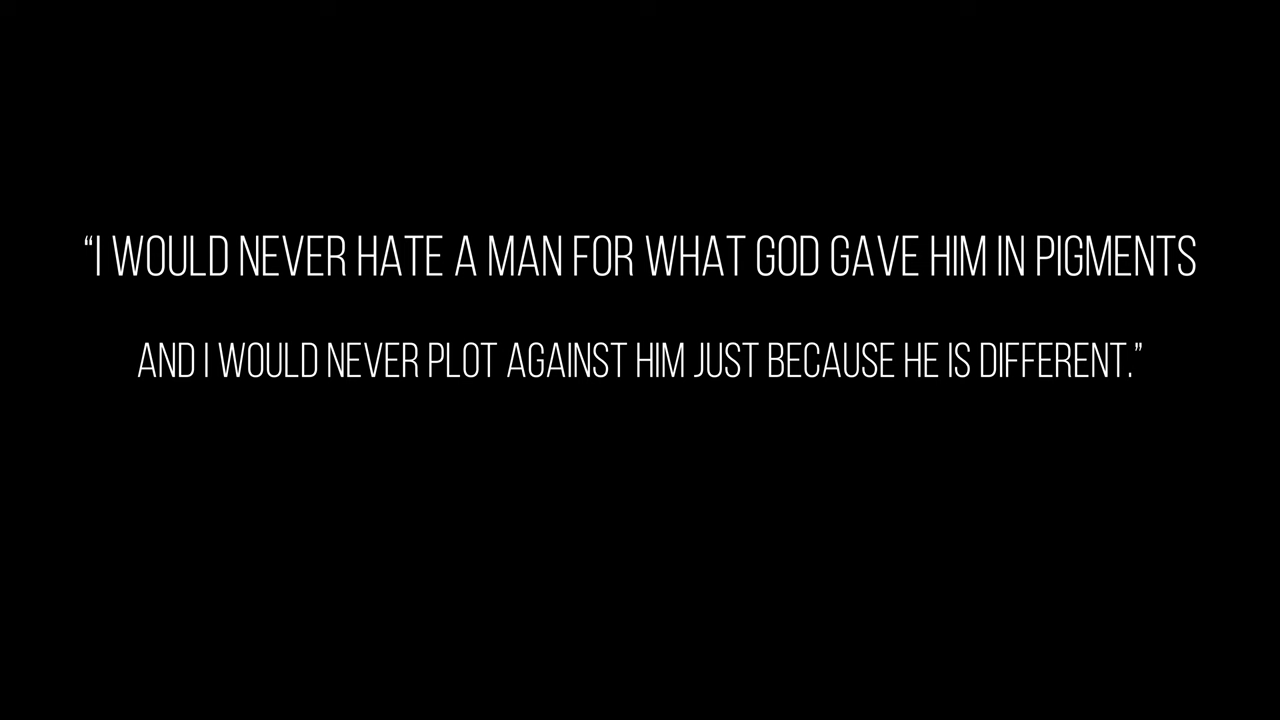 “I WOULD NEVER HATE A MAN FOR WHAT GOD GAVE HIM IN PIGMENTS
AND I WOULD NEVER PLOT AGAINST HIM JUST BECAUSE HE IS DIFFERENT.”